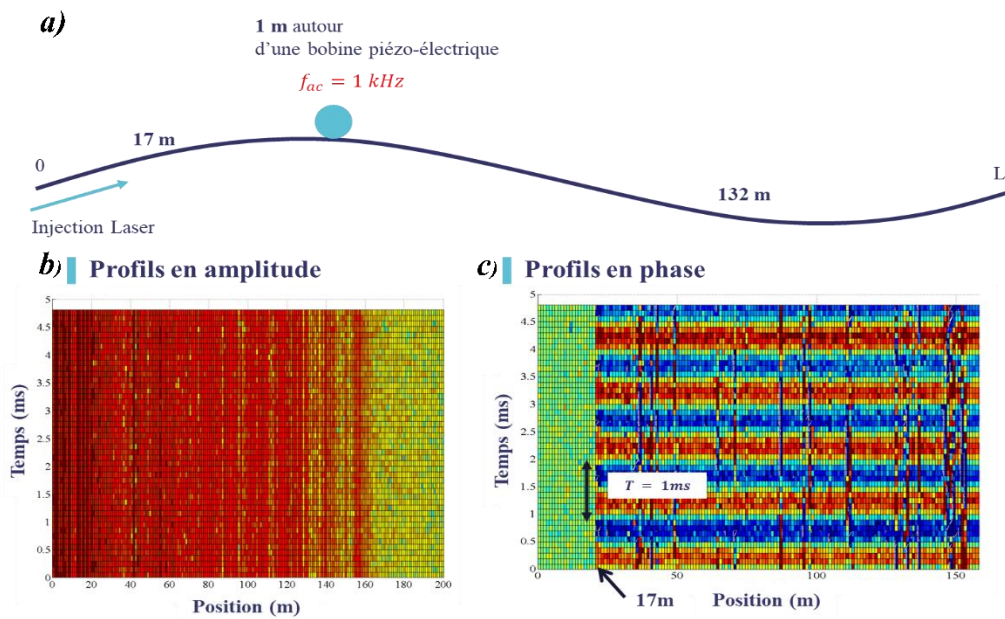 a)
1 m autour
d'une bobine piézo-électrique
f_ac = 1 kHz
17 m
0
L
132 m
Injection Laser
b) Profils en amplitude
5
4.5
4
3.5
3
2.5
2
1.5
1
0.5
0
Temps (ms)
0 20 40 60 80 100 120 140 160 180 200
Position (m)
c) Profils en phase
5
4.5
4
3.5
3
2.5
2
1.5
1
0.5
0
Temps (ms)
T = 1ms
0 50 100 150
17m
Position (m)